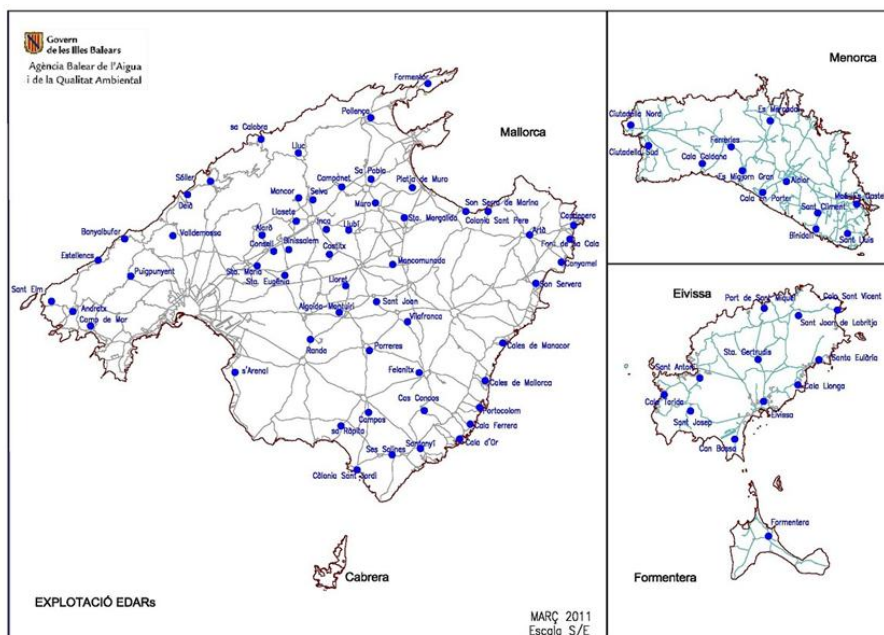 Govern
de les Illes Balears
Agència Balear de l'Aigua
i de la Qualitat Ambiental
Formentor
Pollença
sa Calobra
Mallorca
Lluc
Sóller
Sa Pobla
Campanet
Platja de Muro
Deià
Mancor
Selva
Muro
Son Serra de Marina
Colonia Sant Pere
Lloseta
Sta. Margalida
Capdepera
Banyalbufar
Valldemossa
Alaró
Inca
Llubí
Artà
Font de sa Cala
Consell
Binissalem
Estellencs
Costitx
Canyamel
Sta. Maria
Mancomunada
Puigpunyent
Sta. Eugènia
Lloret
Son Servera
Sant Elm
Andratx
Algaida-Montuiri
Sant Joan
Camp de Mar
Vilafranca
Randa
Porreres
Cales de Manacor
s'Arenal
Felanitx
Cales de Mallorca
Cas Concos
Portocolom
Campos
Cala Ferrera
sa Ràpita
Santanyí
Cala d'Or
Ses Salines
Còlonia Sant Jordi
Cabrera
EXPLOTACIÓ EDARs
MARÇ 2011
Escala S/E
Menorca
Ciutadella Nord
Es Mercadal
Ciutadella Sud
Ferreries
Cala Galdana
Es Migjorn Gran
Alaior
Cala en Porter
Sant Climent
Binidalí
Sant Lluis
Eivissa
Port de Sant Miquel
Cala Sant Vicent
Sant Joan de Labritja
Sta. Gertrudis
Santa Eulària
Sant Antoni
Cala Llonga
Cala Tarida
Eivissa
Sant Josep
Can Bossa
Formentera
Formentera